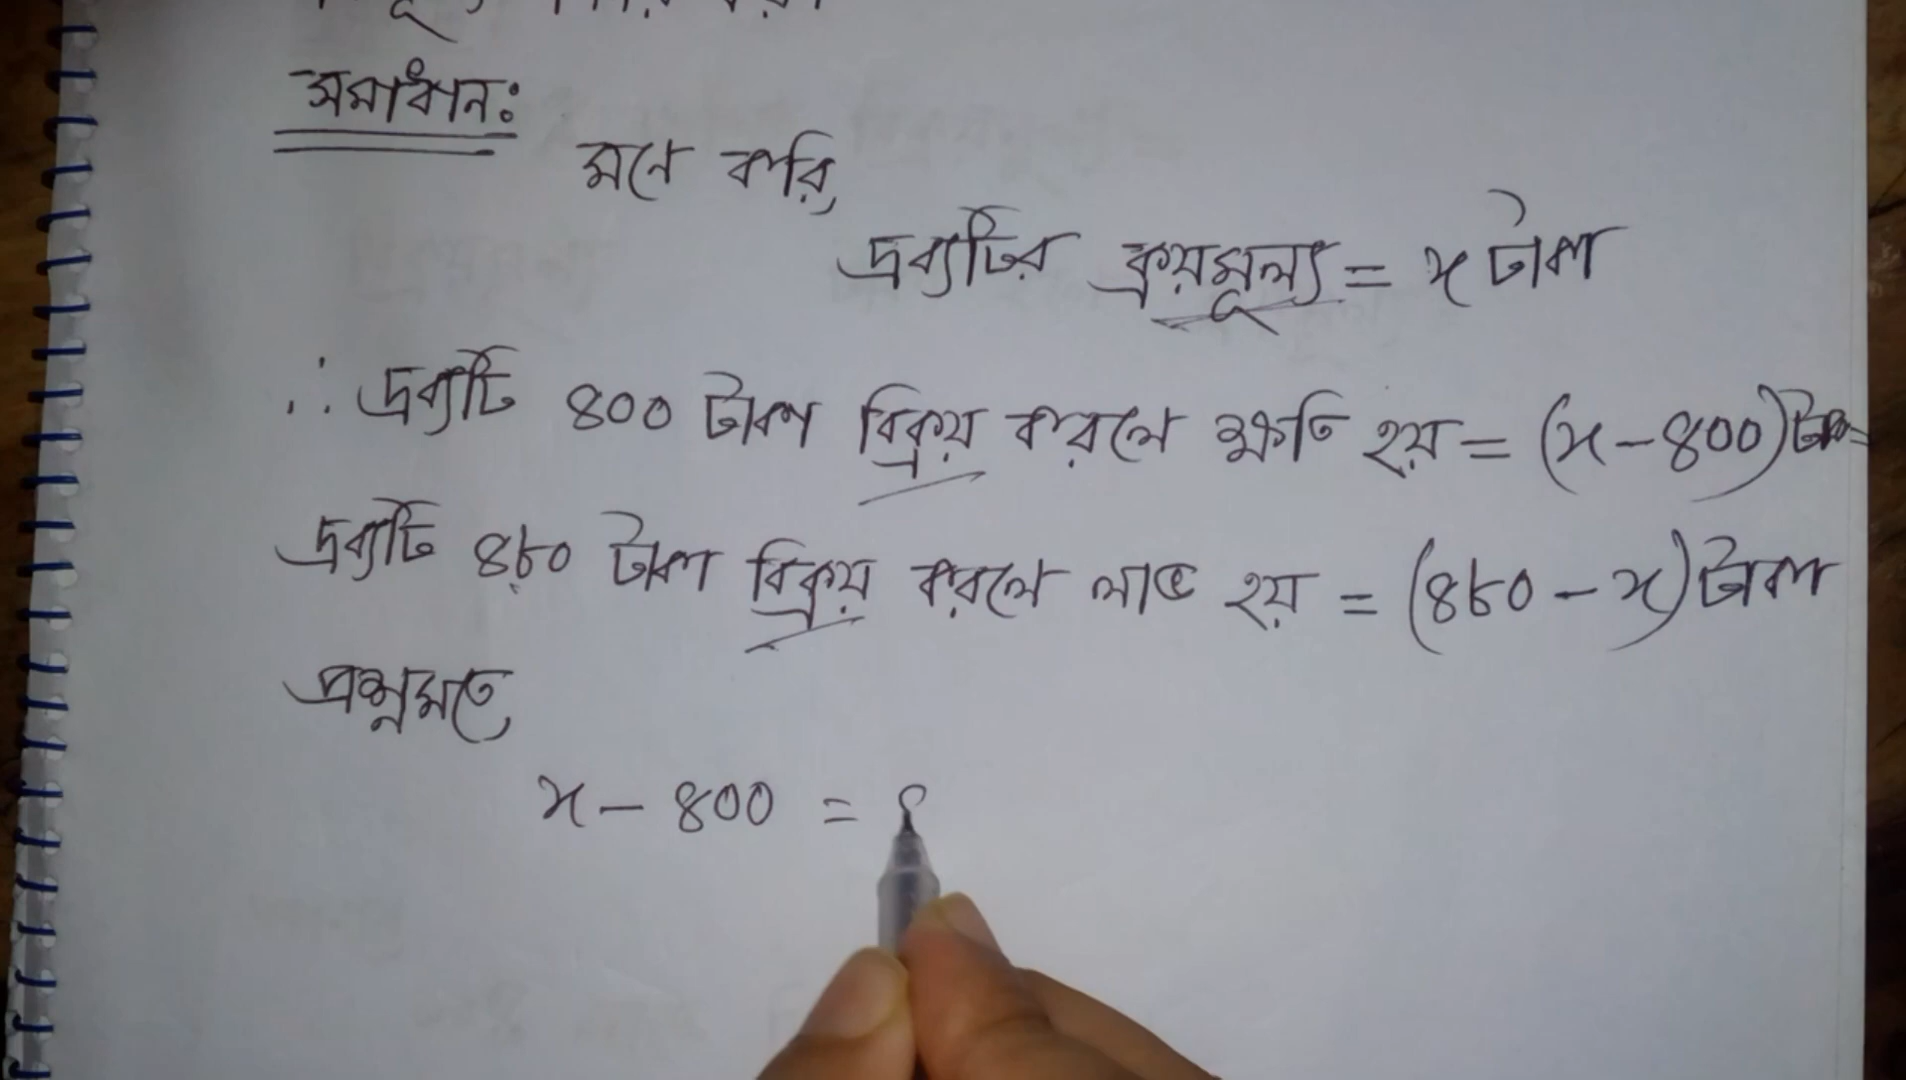 সমাধানঃ
মনে করি,
দ্রব্যটির ক্রয়মূল্য = x টাকা
∴ দ্রব্যটি ৪০০ টাকা বিক্রয় করলে ক্ষতি হয় = (x - ৪০০) টাকা
দ্রব্যটি ৪৮০ টাকা বিক্রয় করলে লাভ হয় = (৪৮০ - x) টাকা
প্রশ্নমতে,
x - ৪০০ =